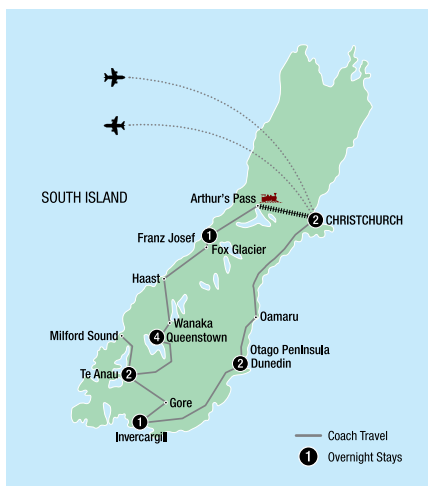 SOUTH ISLAND
Arthur's Pass
2 CHRISTCHURCH
Franz Josef 1
Fox Glacier
Haast
Oamaru
Wanaka
Milford Sound
4 Queenstown
Otago Peninsula
2 Dunedin
Te Anau 2
Gore
1
Invercargill
Coach Travel
1 Overnight Stays